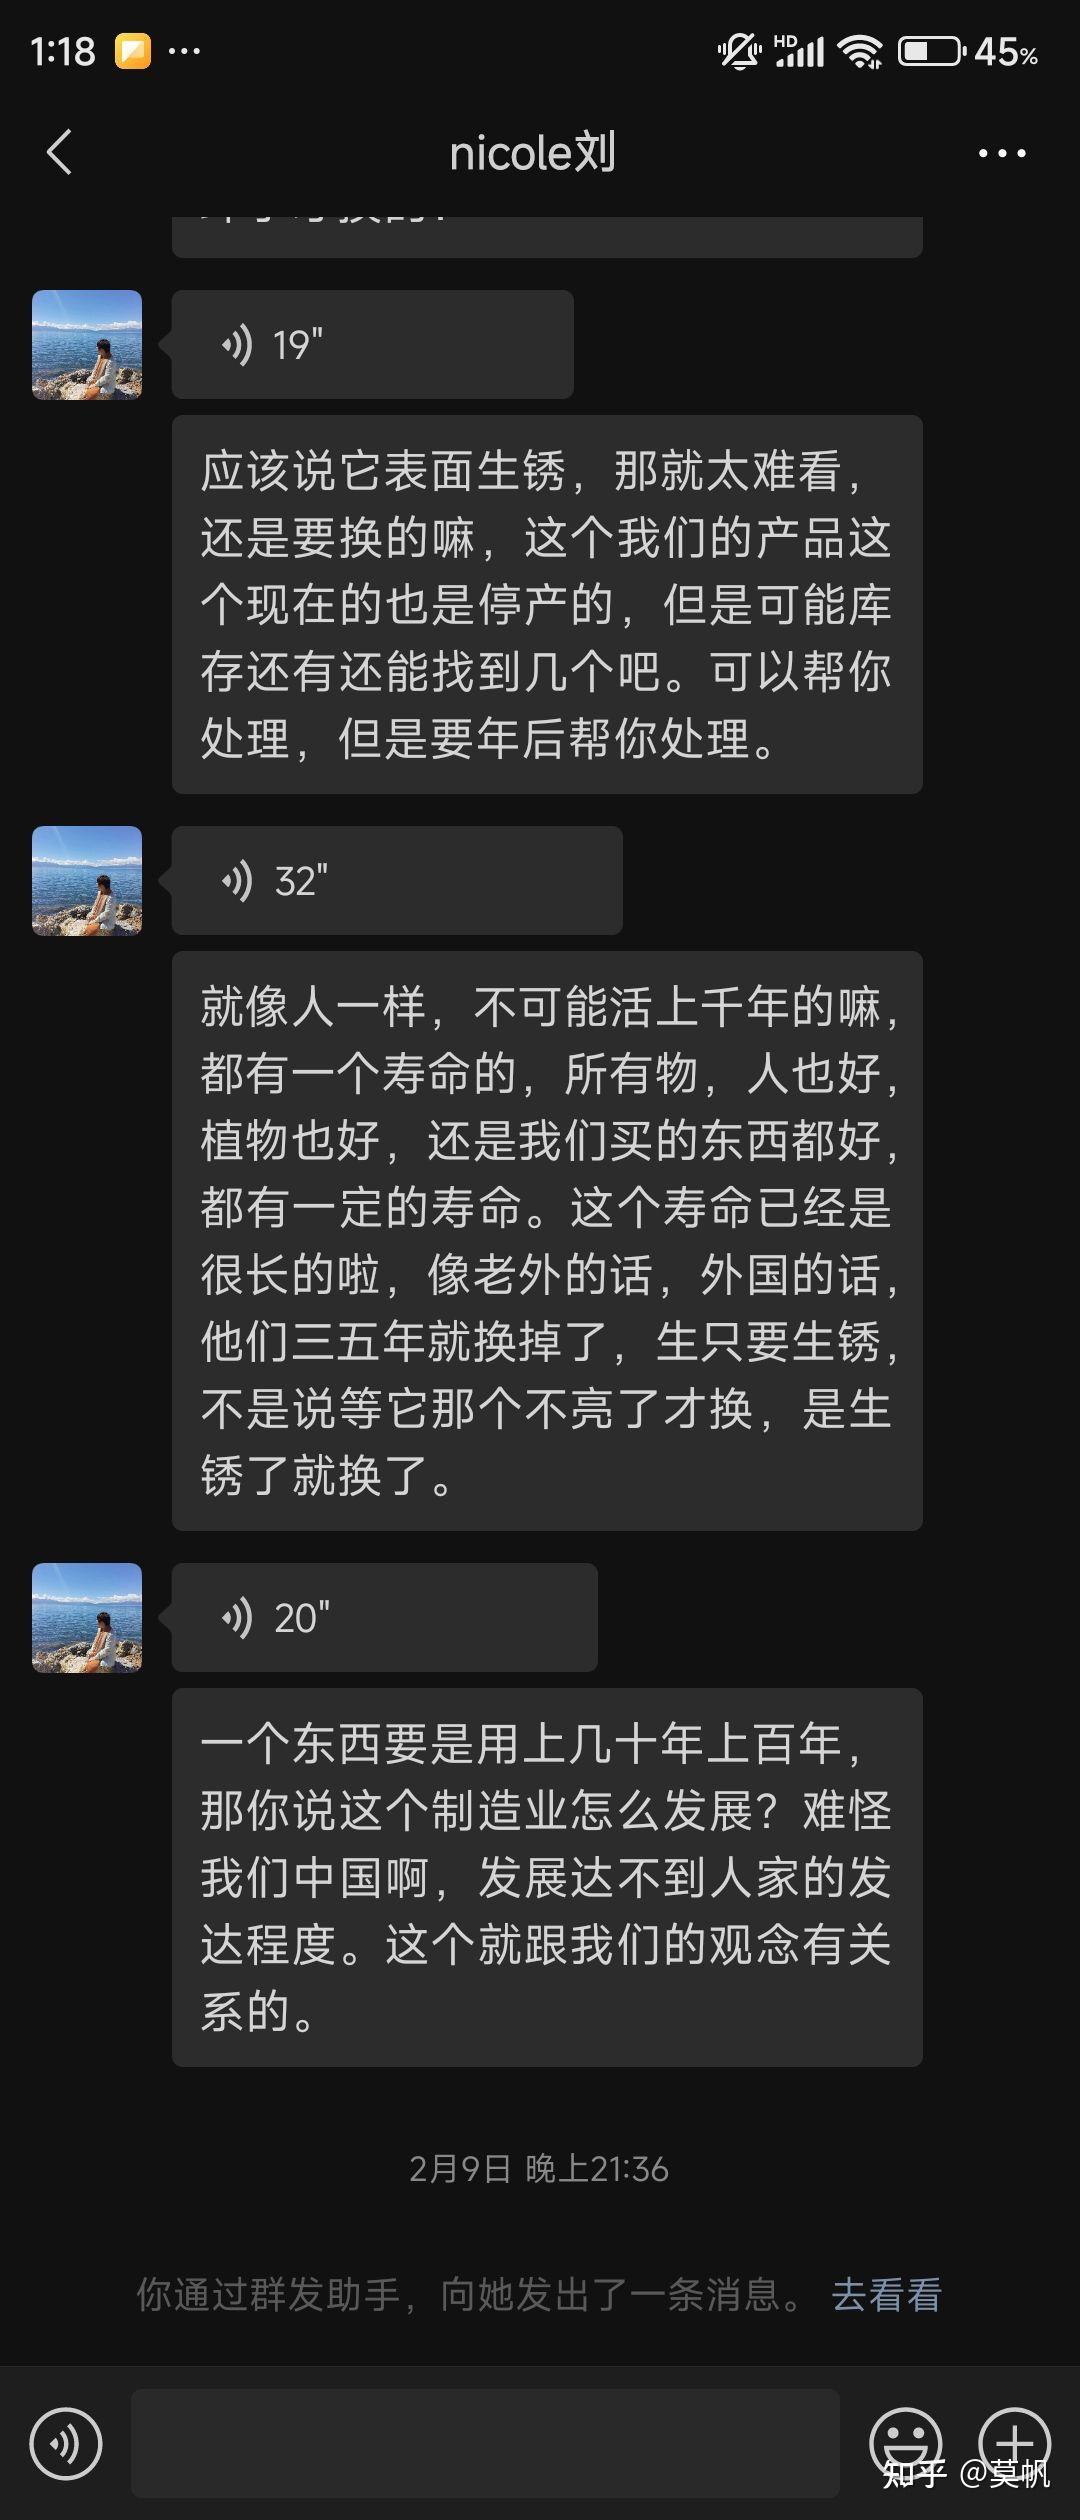 1:18
HD
45%
nicole刘
19"
应该说它表面生锈，那就太难看，
还是要换的嘛，这个我们的产品这
个现在的也是停产的，但是可能库
存还有还能找到几个吧。可以帮你
处理，但是要年后帮你处理。
32"
就像人一样，不可能活上千年的嘛，
都有一个寿命的，所有物，人也好，
植物也好，还是我们买的东西都好，
都有一定的寿命。这个寿命已经是
很长的啦，像老外的话，外国的话，
他们三五年就换掉了，生只要生锈，
不是说等它那个不亮了才换，是生
锈了就换了。
20"
一个东西要是用上几十年上百年，
那你说这个制造业怎么发展？难怪
我们中国啊，发展达不到人家的发
达程度。这个就跟我们的观念有关
系的。
2月9日 晚上21:36
你通过群发助手，向她发出了一条消息。 去看看
知乎 @莫帆